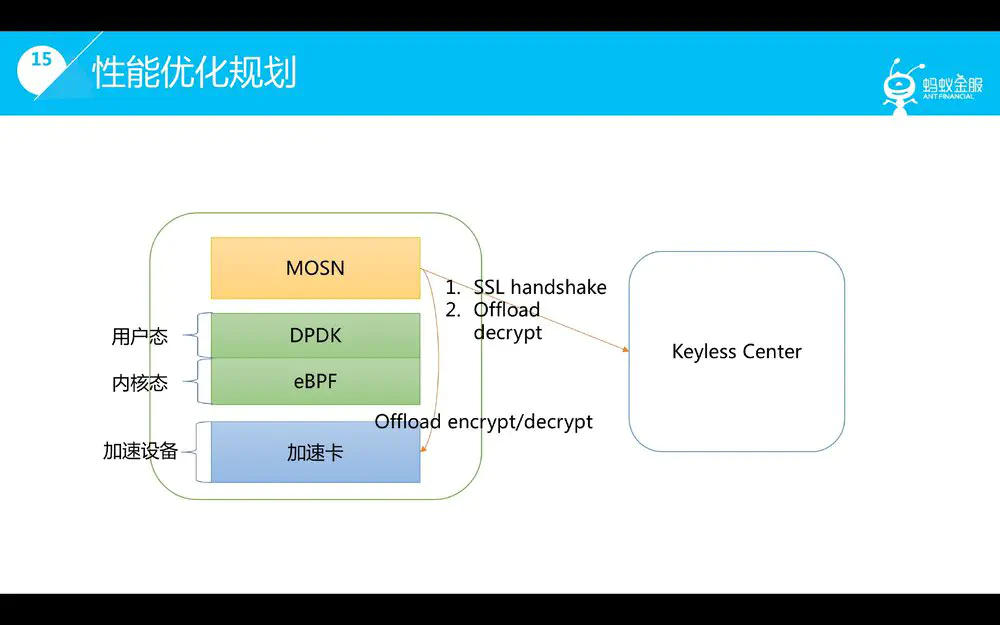 15
性能优化规划
蚂蚁金服
ANT FINANCIAL
MOSN
1. SSL handshake
2. Offload
decrypt
用户态
DPDK
Keyless Center
内核态
eBPF
Offload encrypt/decrypt
加速设备
加速卡